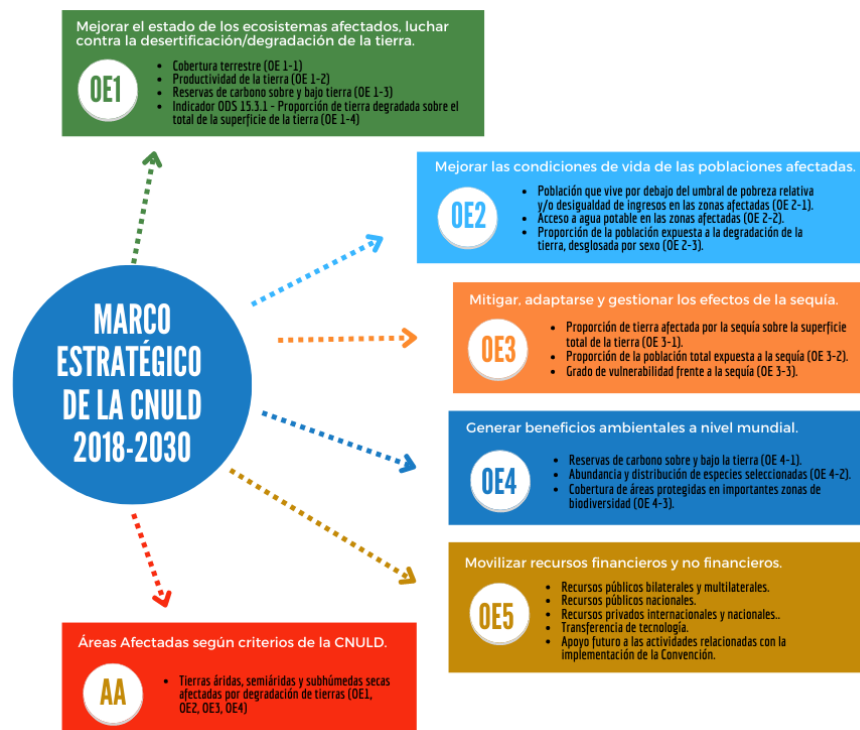 Mejorar el estado de los ecosistemas afectados, luchar
contra la desertificación/degradación de la tierra.
OE1
• Cobertura terrestre (OE 1-1)
• Productividad de la tierra (OE 1-2)
• Reservas de carbono sobre y bajo tierra (OE 1-3)
• Indicador ODS 15.3.1 - Proporción de tierra degradada sobre el
total de la superficie de la tierra (OE 1-4)
Mejorar las condiciones de vida de las poblaciones afectadas.
OE2
• Población que vive por debajo del umbral de pobreza relativa
y/o desigualdad de ingresos en las zonas afectadas (OE 2-1).
• Acceso a agua potable en las zonas afectadas (OE 2-2).
• Proporción de la población expuesta a la degradación de la
tierra, desglosada por sexo (OE 2-3).
MARCO
ESTRATÉGICO
DE LA CNULD
2018-2030
Mitigar, adaptarse y gestionar los efectos de la sequía.
OE3
• Proporción de tierra afectada por la sequía sobre la superficie
total de la tierra (OE 3-1).
• Proporción de la población total expuesta a la sequía (OE 3-2).
• Grado de vulnerabilidad frente a la sequía (OE 3-3).
Generar beneficios ambientales a nivel mundial.
OE4
• Reservas de carbono sobre y bajo la tierra (OE 4-1).
• Abundancia y distribución de especies seleccionadas (OE 4-2).
• Cobertura de áreas protegidas en importantes zonas de
biodiversidad (OE 4-3).
Movilizar recursos financieros y no financieros.
OE5
• Recursos públicos bilaterales y multilaterales.
• Recursos públicos nacionales.
• Recursos privados internacionales y nacionales..
• Transferencia de tecnología.
• Apoyo futuro a las actividades relacionadas con la
implementación de la Convención.
Áreas Afectadas según criterios de la CNULD.
AA
• Tierras áridas, semiáridas y subhúmedas secas
afectadas por degradación de tierras (OE1,
OE2, OE3, OE4)